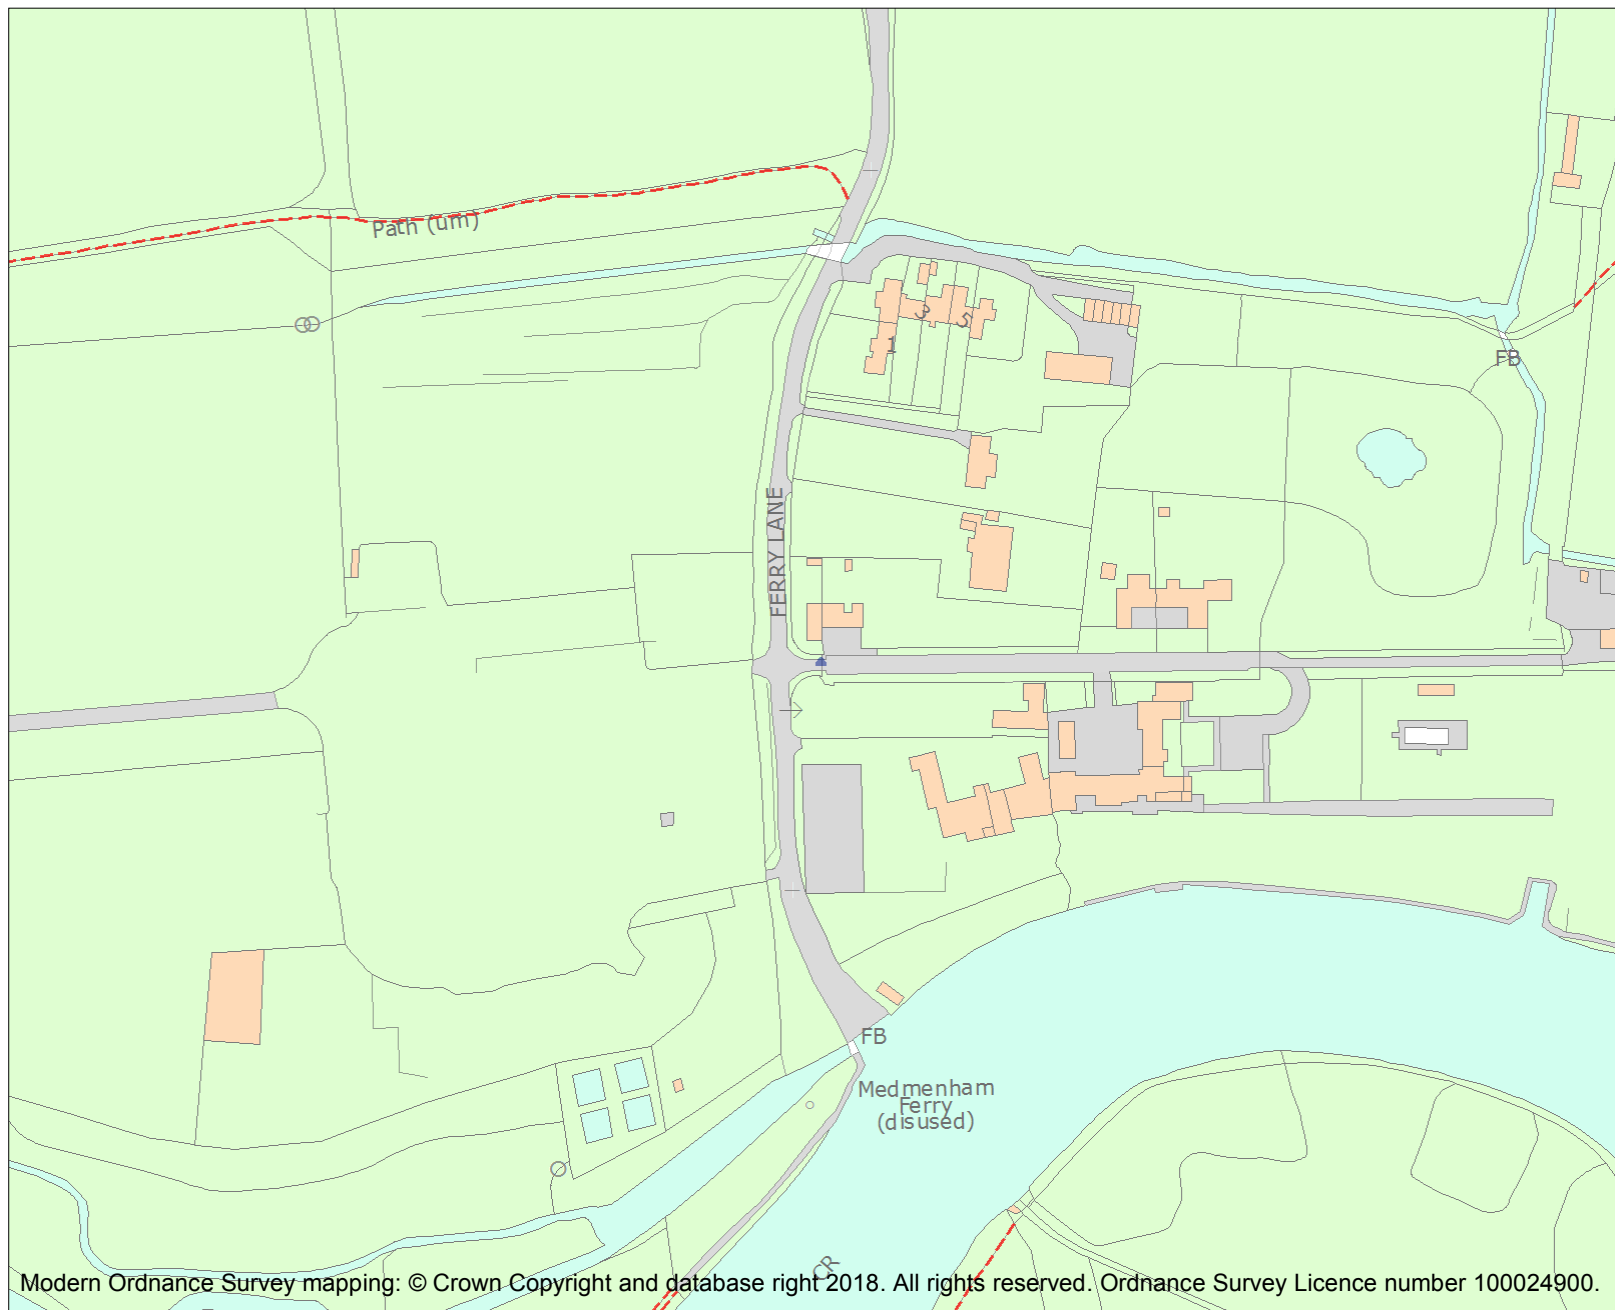 Path (um)
3
5
1
FB
FERRY LANE
FB
Medmenham
Ferry
(disused)
CR
Modern Ordnance Survey mapping: © Crown Copyright and database right 2018. All rights reserved. Ordnance Survey Licence number 100024900.